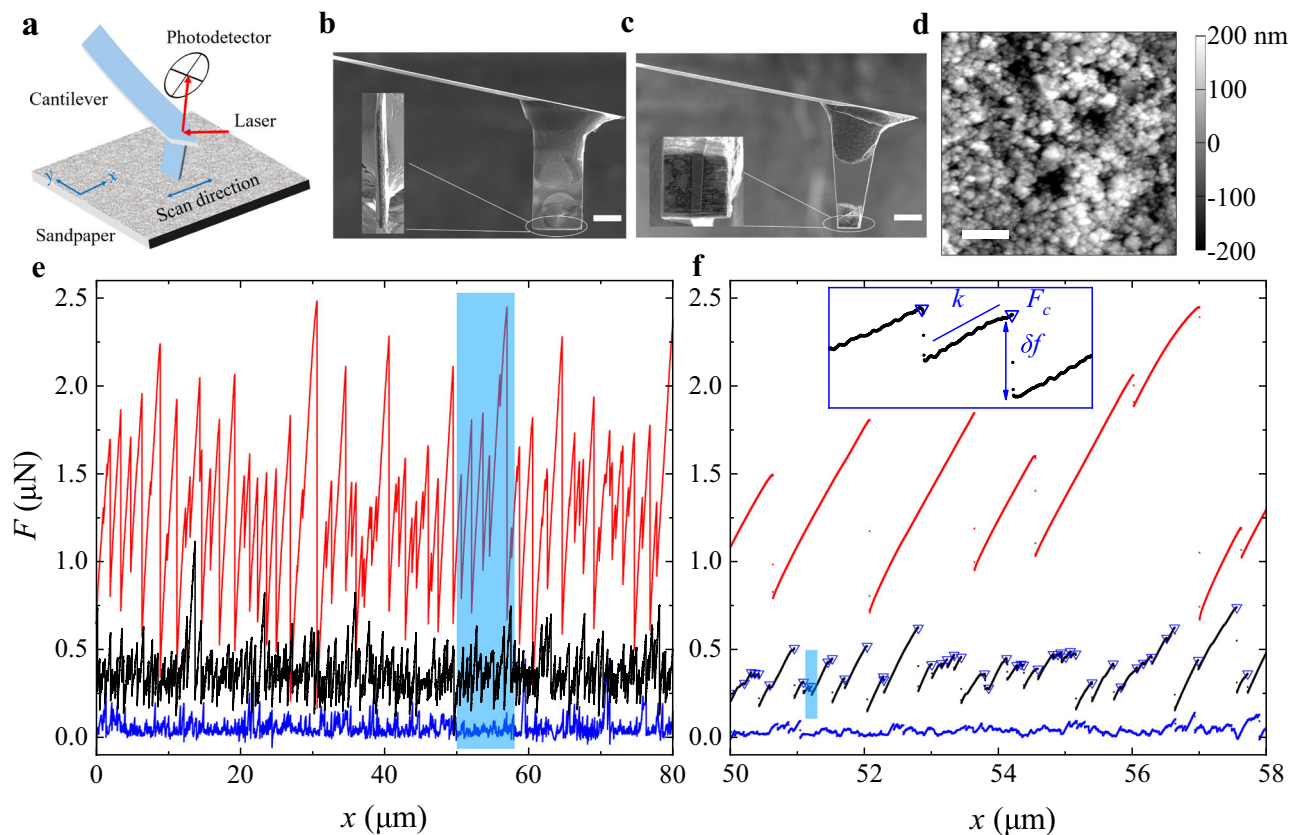 a
Photodetector
Cantilever
Laser
y
x
Scan direction
Sandpaper
b
c
d
200 nm
100
0
-100
-200
e
2.5
2.0
1.5
1.0
0.5
0.0
F (μN)
0 20 40 60 80
x (μm)
f
k
F_c
δf
2.5
2.0
1.5
1.0
0.5
0.0
50 52 54 56 58
x (μm)